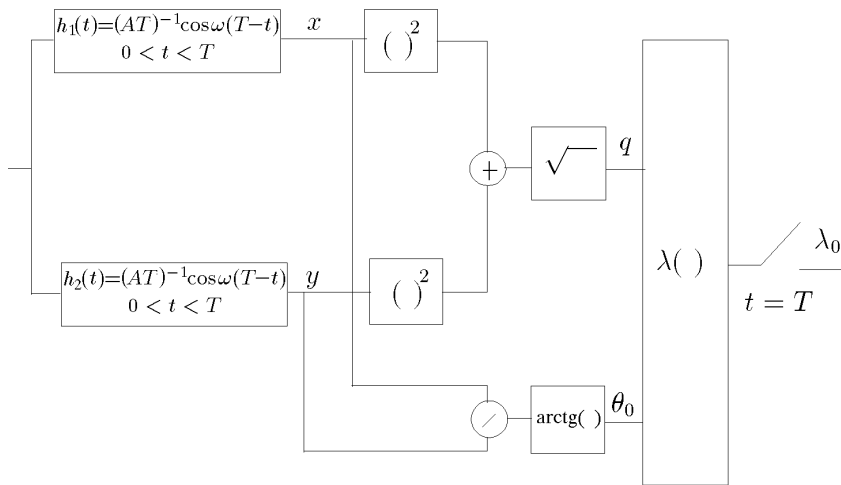 h₁(t)=(AT)⁻¹cosω(T−t)
0 < t < T
x
( )²
+
√
q
λ( )
λ₀
t = T
h₂(t)=(AT)⁻¹cosω(T−t)
0 < t < T
y
( )²
/
arctg( )
θ₀